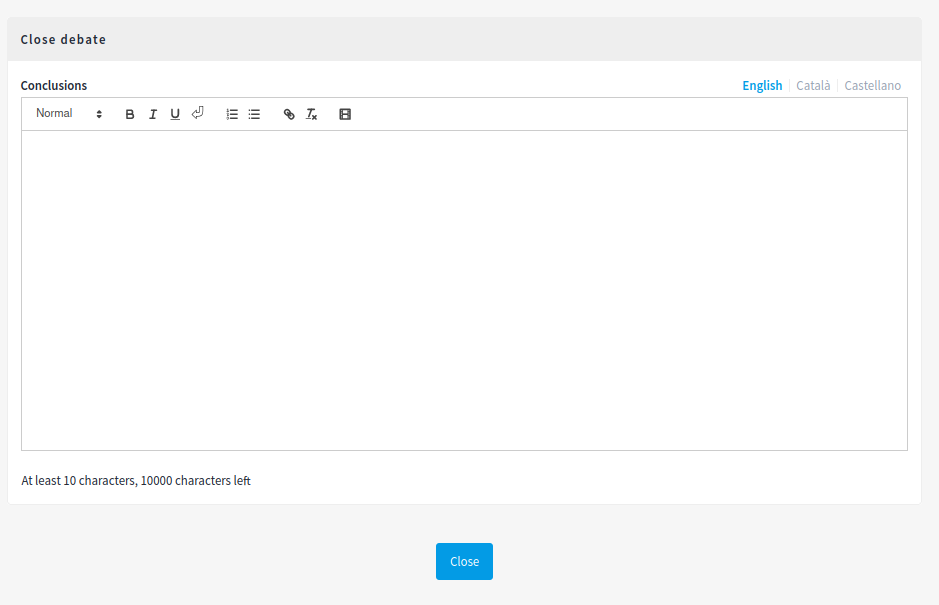 Close debate
Conclusions English Català Castellano
Normal
At least 10 characters, 10000 characters left
Close